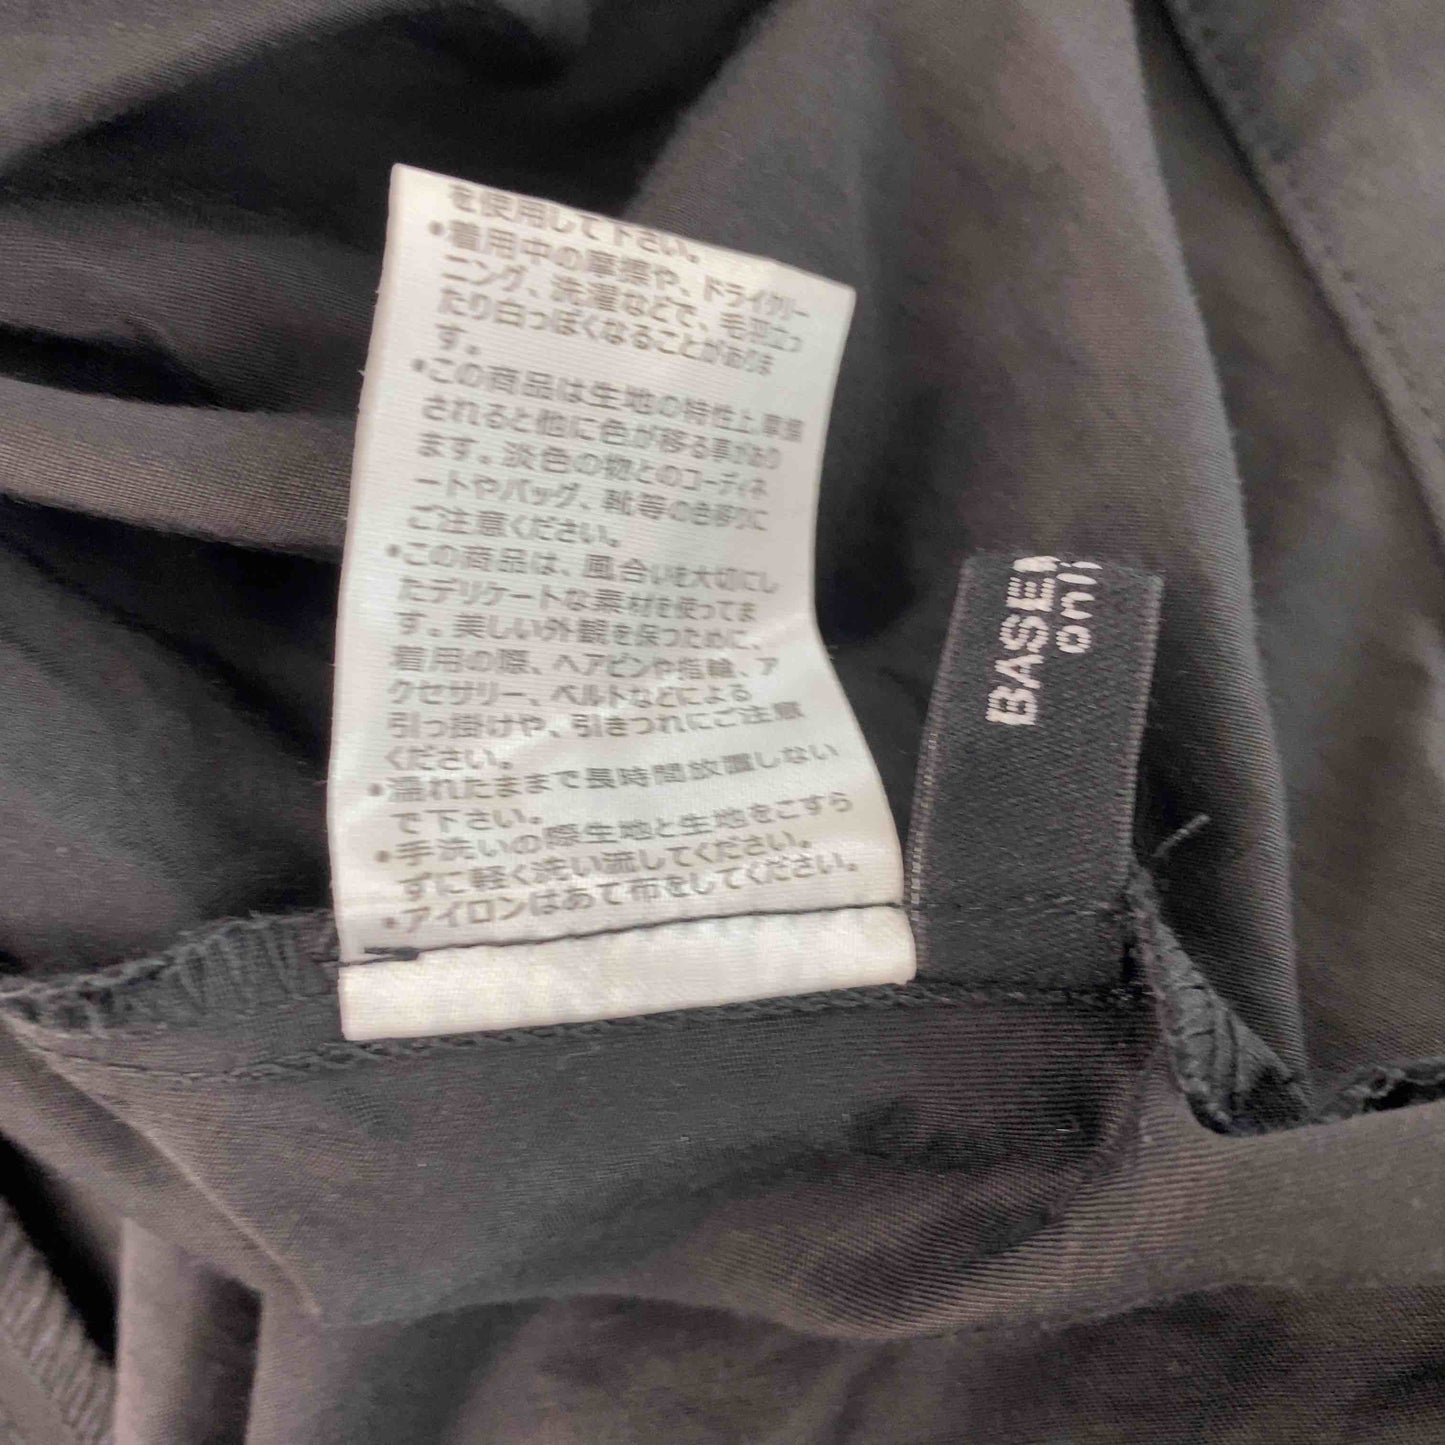 を使用して下さい。
•着用中の摩擦や、ドライクリー
ニング、洗濯などで、毛羽立っ
たり白っぽくなることがありま
す。
•この商品は生地の特性上、摩擦
されると他に色が移る事があり
ます。淡色の物とのコーディネ
ートやバッグ、靴等の色移りに
ご注意ください。
•この商品は、風合いを大切にし
たデリケートな素材を使ってま
す。美しい外観を保つために、
着用の際、ヘアピンや指輪、ア
クセサリー、ベルトなどによる
引っ掛けや、引きつれにご注意
ください。
•濡れたままで長時間放置しない
で下さい。
•手洗いの際生地と生地をこすら
ずに軽く洗い流してください。
•アイロンはあて布をしてください。
BASE